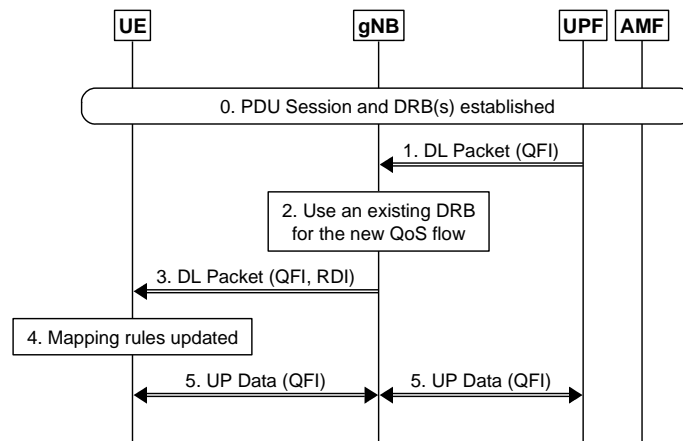 UE gNB UPF AMF
0. PDU Session and DRB(s) established
1. DL Packet (QFI)
2. Use an existing DRB
for the new QoS flow
3. DL Packet (QFI, RDI)
4. Mapping rules updated
5. UP Data (QFI) 5. UP Data (QFI)